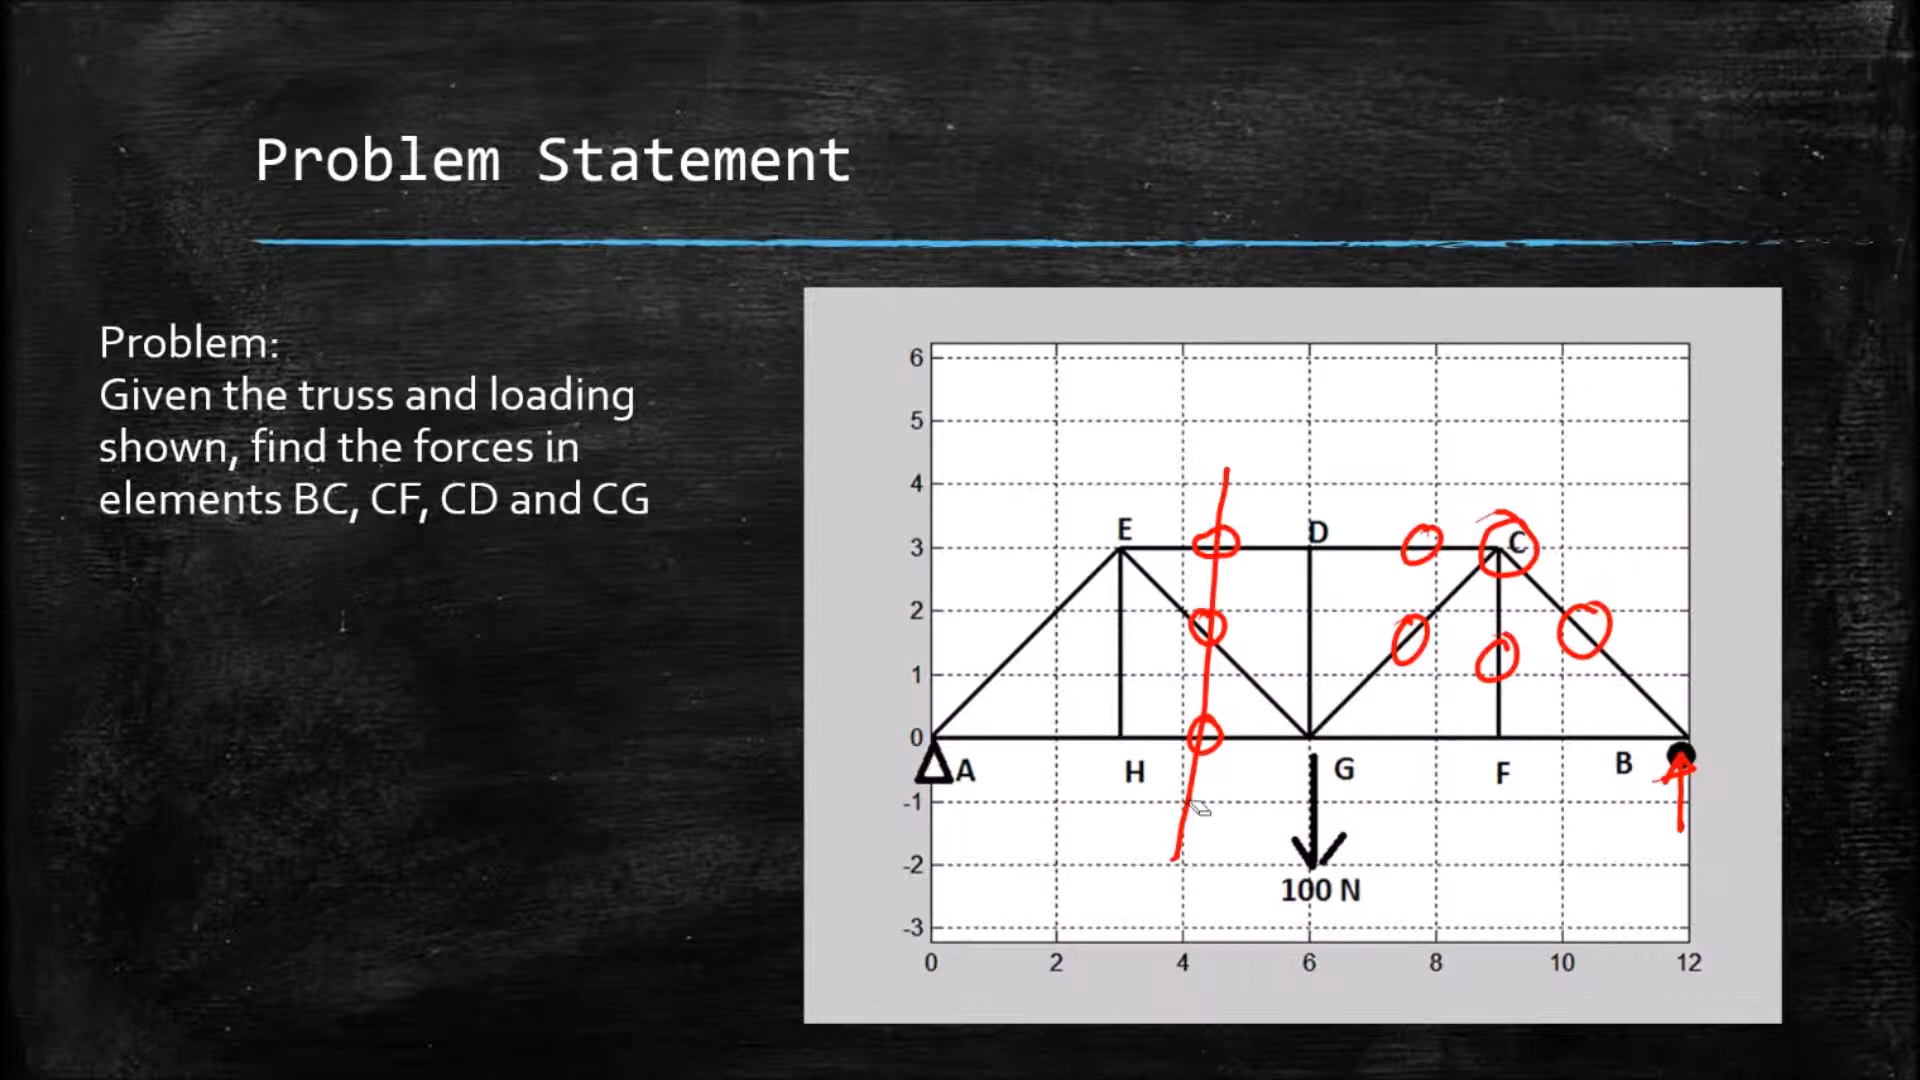 Problem Statement
Problem:
Given the truss and loading
shown, find the forces in
elements BC, CF, CD and CG
6
5
4
3
2
1
0
-1
-2
-3
E
D
C
A
H
G
F
B
100 N
0 2 4 6 8 10 12